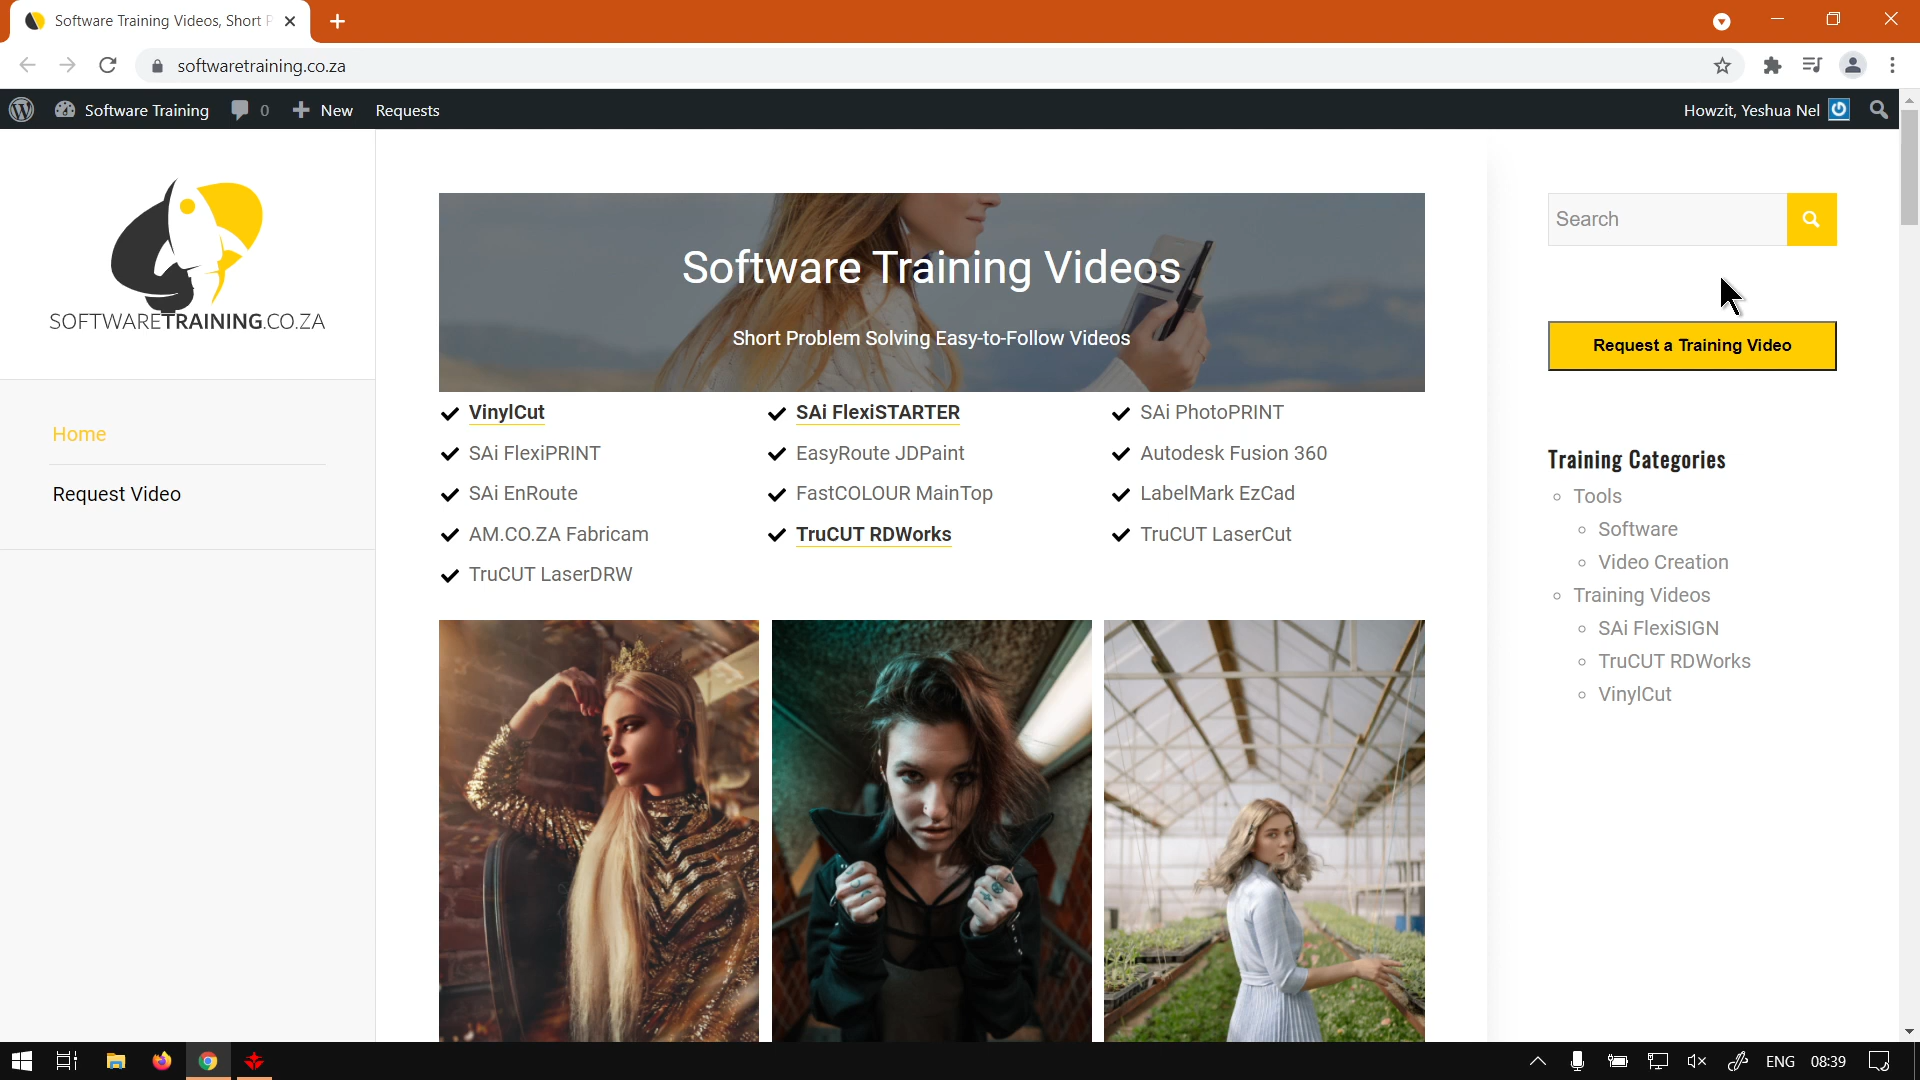 Software Training Videos, Short P
softwaretraining.co.za
Software Training 0 New Requests
Howzit, Yeshua Nel
SOFTWARETRAINING.CO.ZA
Home
Request Video
Software Training Videos
Short Problem Solving Easy-to-Follow Videos
VinylCut
SAi FlexiSTARTER
SAi PhotoPRINT
SAi FlexiPRINT
EasyRoute JDPaint
Autodesk Fusion 360
SAi EnRoute
FastCOLOUR MainTop
LabelMark EzCad
AM.CO.ZA Fabricam
TruCUT RDWorks
TruCUT LaserCut
TruCUT LaserDRW
Search
Request a Training Video
Training Categories
Tools
Software
Video Creation
Training Videos
SAi FlexiSIGN
TruCUT RDWorks
VinylCut
ENG 08:39